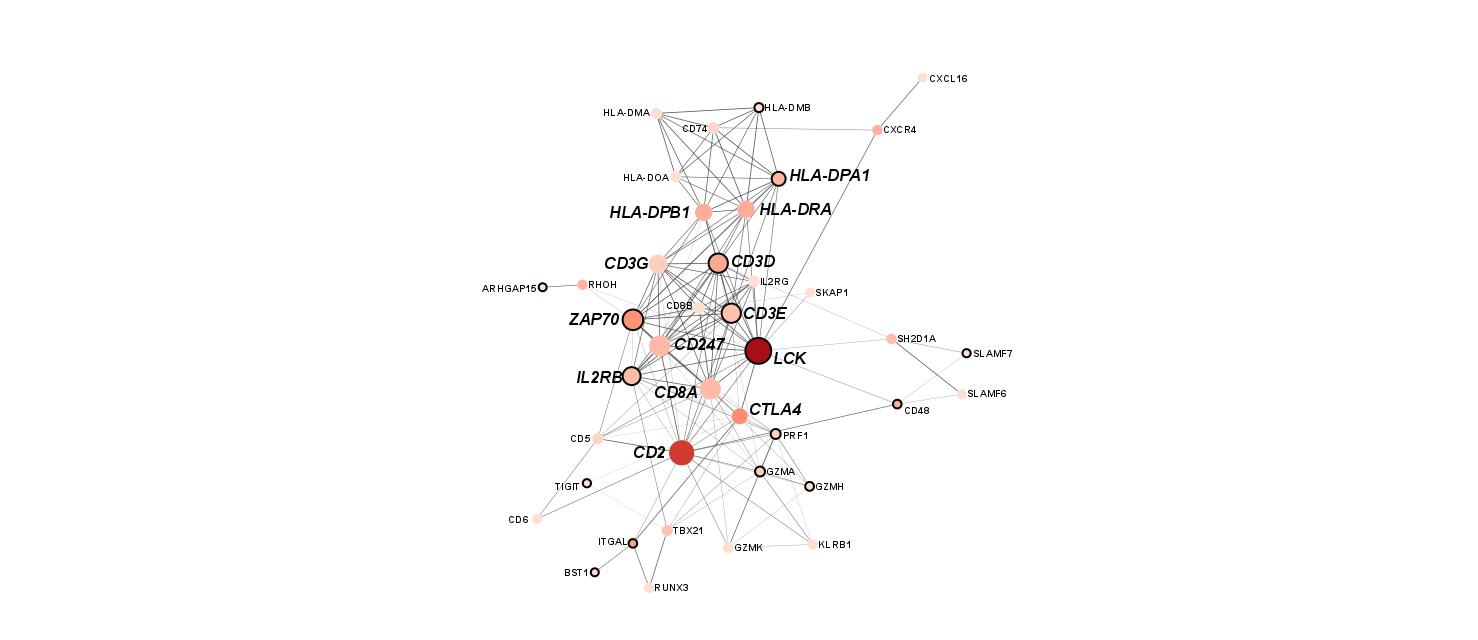 CXCL16
HLA-DMB
HLA-DMA
CD74
CXCR4
HLA-DPA1
HLA-DOA
HLA-DPB1
HLA-DRA
CD3G
CD3D
IL2RG
ARHGAP15
RHOH
SKAP1
CD8B
CD3E
ZAP70
SH2D1A
CD247
SLAMF7
LCK
IL2RB
CD8A
SLAMF6
CTLA4
CD48
PRF1
CD5
CD2
GZMA
TIGIT
GZMH
CD6
TBX21
ITGAL
GZMK
KLRB1
BST1
RUNX3